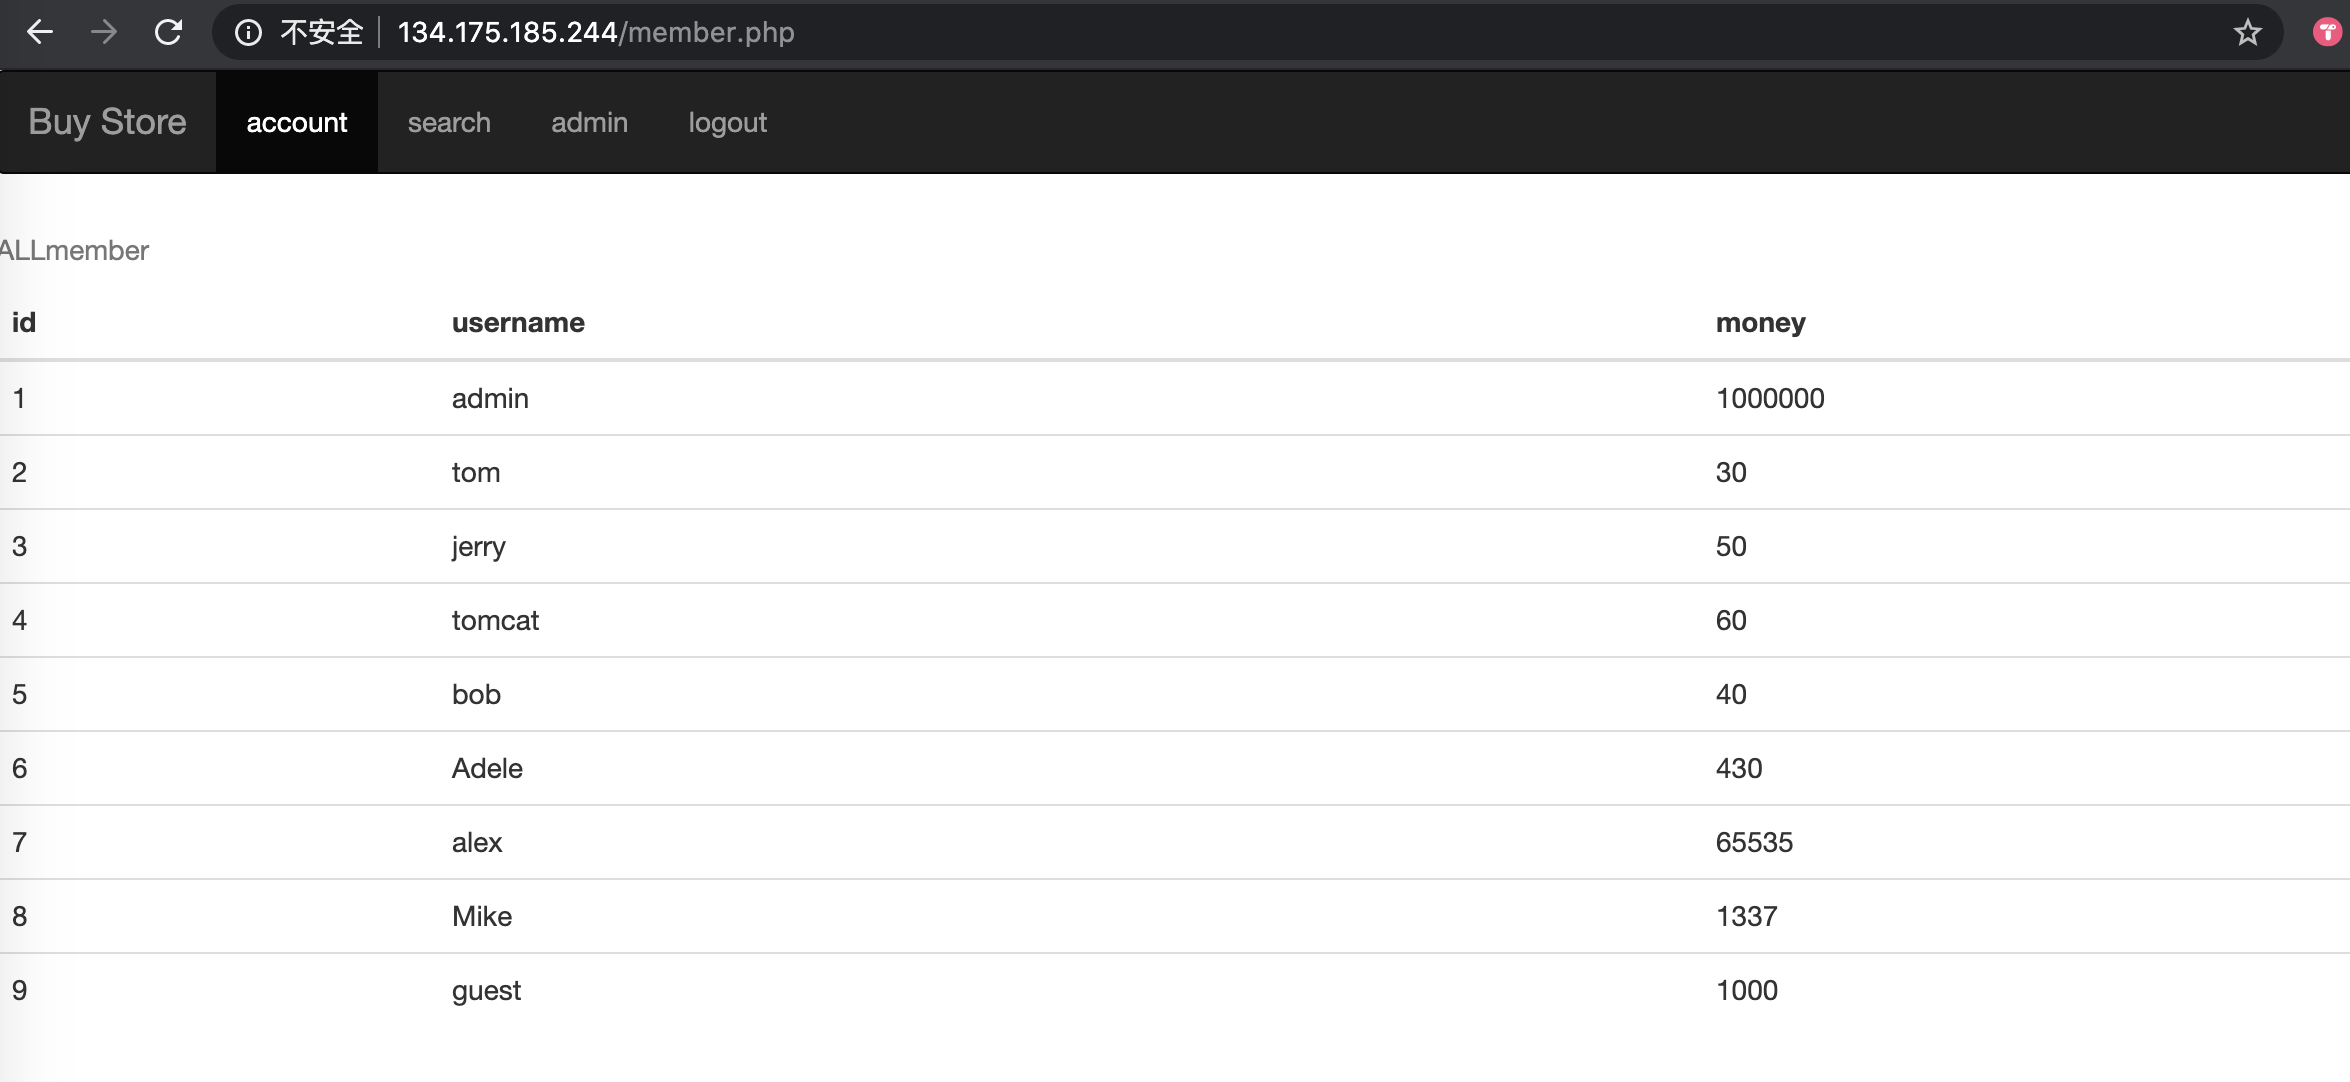 不安全 134.175.185.244/member.php
Buy Store account search admin logout
ALLmember
id username money
1 admin 1000000
2 tom 30
3 jerry 50
4 tomcat 60
5 bob 40
6 Adele 430
7 alex 65535
8 Mike 1337
9 guest 1000